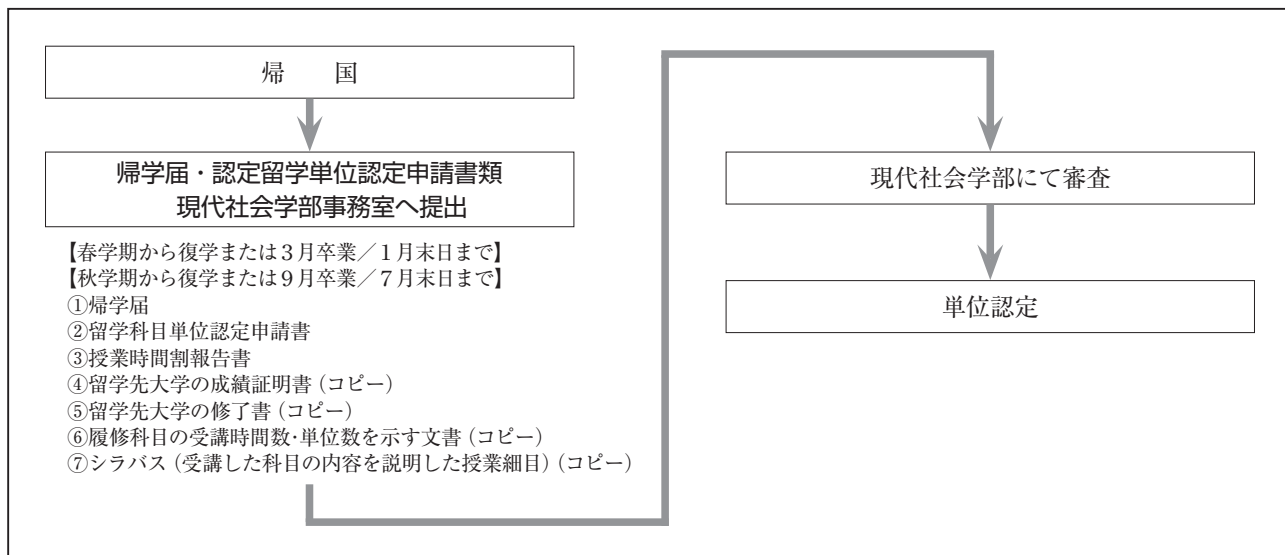 帰　国
帰学届・認定留学単位認定申請書類
現代社会学部事務室へ提出
【春学期から復学または３月卒業／１月末日まで】
【秋学期から復学または９月卒業／７月末日まで】
①帰学届
②留学科目単位認定申請書
③授業時間割報告書
④留学先大学の成績証明書（コピー）
⑤留学先大学の修了書（コピー）
⑥履修科目の受講時間数・単位数を示す文書（コピー）
⑦シラバス（受講した科目の内容を説明した授業細目）（コピー）
現代社会学部にて審査
単位認定